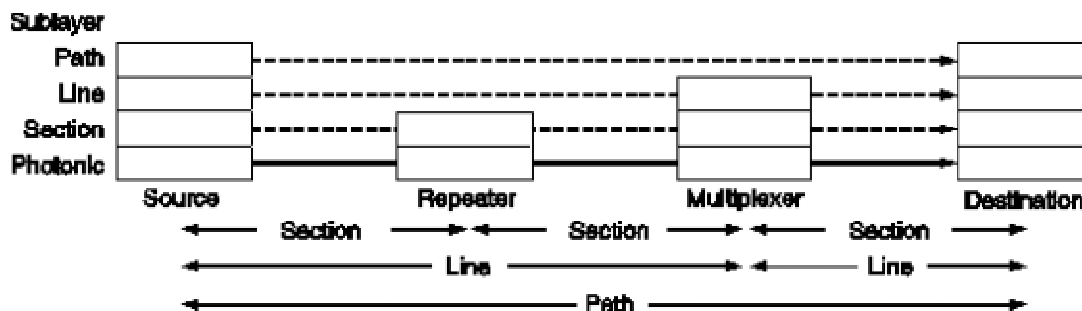 Sublayer
Path
Line
Section
Photonic
Source Repeater Multiplexer Destination
Section Section Section
Line Line
Path